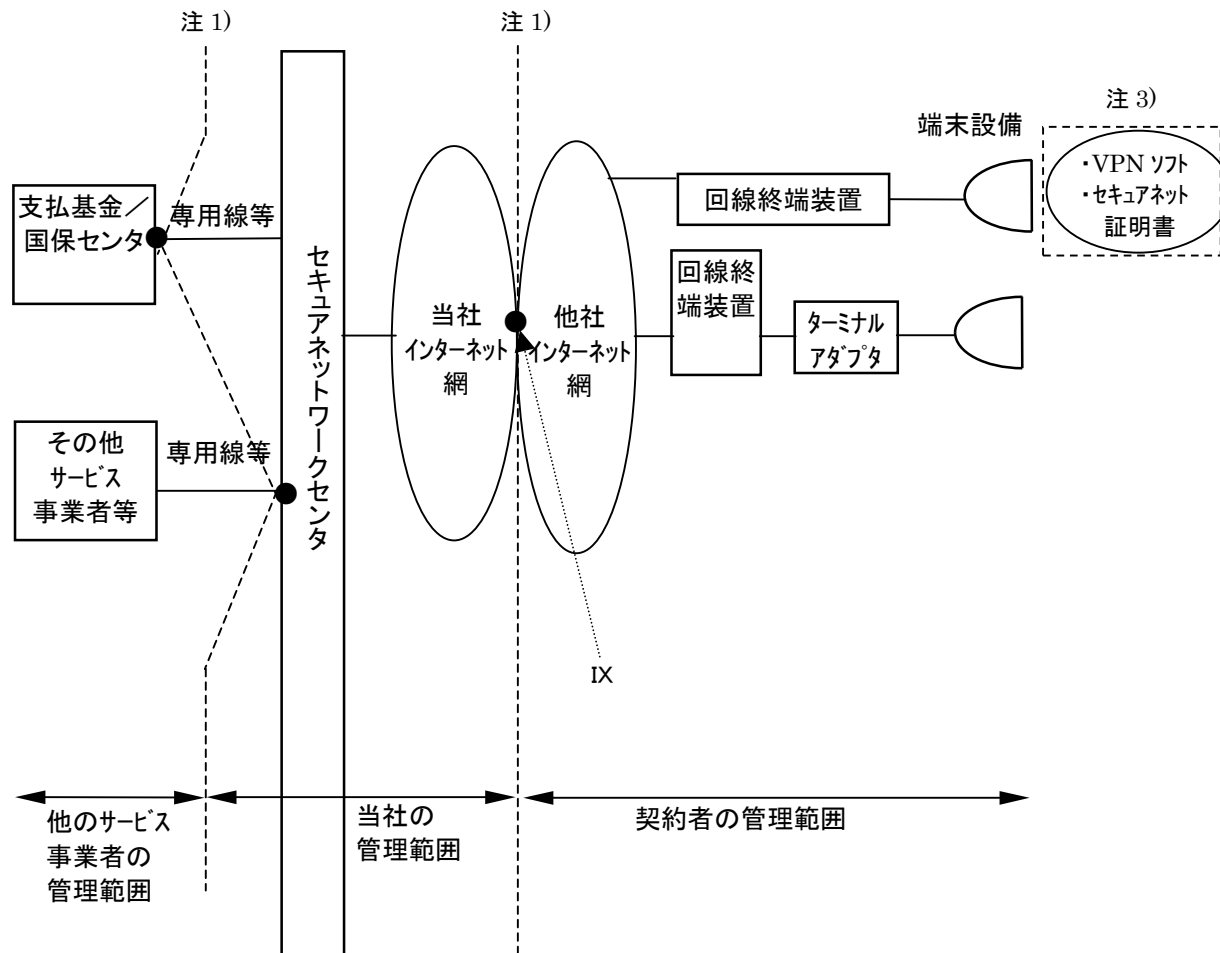 注 1)
注 1)
注 3)
端末設備
・VPN ソフト
・セキュアネット
証明書
支払基金／
国保センタ
専用線等
回線終端装置
セキュアネットワークセンタ
当社
インターネット
網
他社
インターネット
網
回線終
端装置
ターミナル
アダプタ
その他
サービス
事業者等
専用線等
IX
他のサービス
事業者の
管理範囲
当社の
管理範囲
契約者の管理範囲